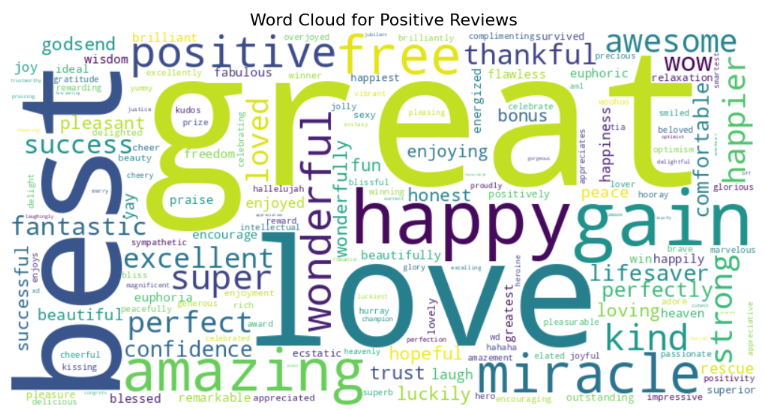 Word Cloud for Positive Reviews
godsend
brilliant
overjoyed
brilliantly
complimenting
survived
awesome
joy
ideal
wisdom
positive
free
thankful
wow
gratitude
rewarding
fabulous
winner
happiest
flawless
euphoric
precious
relaxation
excellently
yummy
vibrant
energized
best
great
pleasant
delighted
kudos
prize
loved
jolly
sexy
pleasing
bonus
celebrate
woohoo
smiled
beloved
happier
success
cheer
beauty
cheery
freedom
celebrating
fun
enjoying
appreciates
happiness
optimism
delightful
comfortable
delight
yay
praise
hallelujah
enjoyed
wonderful
wonderfully
blissful
winning
honest
proudly
positively
gorgeous
peace
lover
hooray
glorious
fantastic
encourage
reward
intellectual
happy
gain
love
successful
enjoys
sympathetic
excellent
bliss
magnificent
super
beautifully
glory
excelling
heroine
brave
marvelous
win
happily
lifesaver
perfectly
beautiful
euphoria
peacefully
generous
enjoyment
rich
luckiest
hurray
champion
lovely
greatest
pleasurable
loving
adore
heaven
strong
appreciative
perfect
award
celebrated
perfection
wd
hahaha
kind
cheerful
kissing
confidence
ecstatic
heavenly
hopeful
amazement
elated
joyful
passionate
rescue
pleasure
delicious
blessed
amazing
remarkable
appreciated
superb
trust
laugh
luckily
hero
encouraging
miracle
outstanding
impressive
positivity
superior